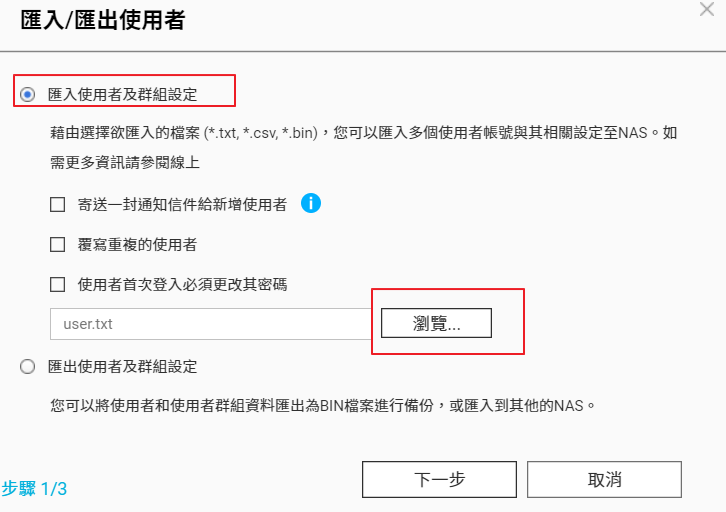 匯入/匯出使用者
匯入使用者及群組設定
藉由選擇欲匯入的檔案 (*.txt, *.csv, *.bin)，您可以匯入多個使用者帳號與其相關設定至NAS。如
需更多資訊請參閱線上
寄送一封通知信件給新增使用者
覆寫重複的使用者
使用者首次登入必須更改其密碼
user.txt
瀏覽...
匯出使用者及群組設定
您可以將使用者和使用者群組資料匯出為BIN檔案進行備份，或匯入到其他的NAS。
步驟 1/3
下一步
取消